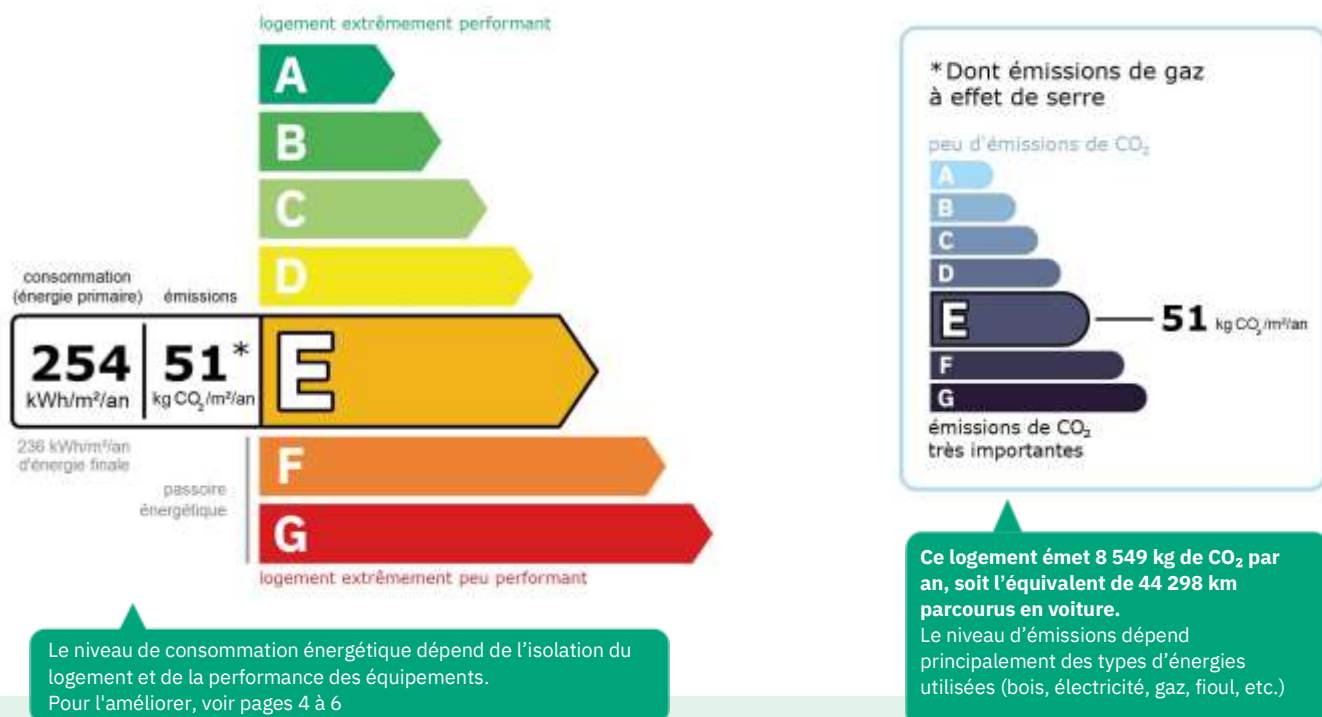 logement extrêmement performant
A
B
C
D
consommation
(énergie primaire)
émissions
254
kWh/m²/an
51*
kg CO₂/m²/an
E
236 kWh/m²/an
d'énergie finale
passoire
énergétique
F
G
logement extrêmement peu performant
Le niveau de consommation énergétique dépend de l'isolation du
logement et de la performance des équipements.
Pour l'améliorer, voir pages 4 à 6
*Dont émissions de gaz
à effet de serre
peu d'émissions de CO₂
A
B
C
D
E
51 kg CO₂/m²/an
F
G
émissions de CO₂
très importantes
Ce logement émet 8 549 kg de CO₂ par
an, soit l'équivalent de 44 298 km
parcourus en voiture.
Le niveau d'émissions dépend
principalement des types d'énergies
utilisées (bois, électricité, gaz, fioul, etc.)